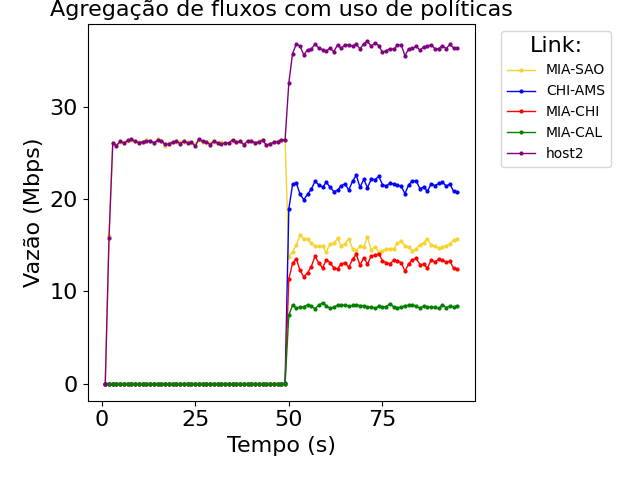 Agregação de fluxos com uso de políticas
Vazão (Mbps)
30
20
10
0
0 25 50 75
Tempo (s)
Link:
MIA-SAO
CHI-AMS
MIA-CHI
MIA-CAL
host2